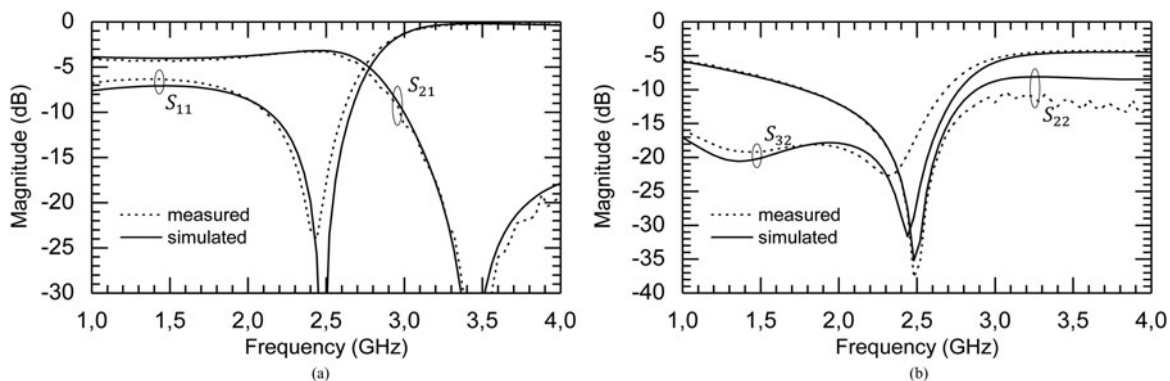 0
-5
-10
-15
-20
-25
-30
Magnitude (dB)
S21
S11
measured
simulated
1,0 1,5 2,0 2,5 3,0 3,5 4,0
Frequency (GHz)
(a)
0
-5
-10
-15
-20
-25
-30
-35
-40
Magnitude (dB)
S32
S22
measured
simulated
1,0 1,5 2,0 2,5 3,0 3,5 4,0
Frequency (GHz)
(b)